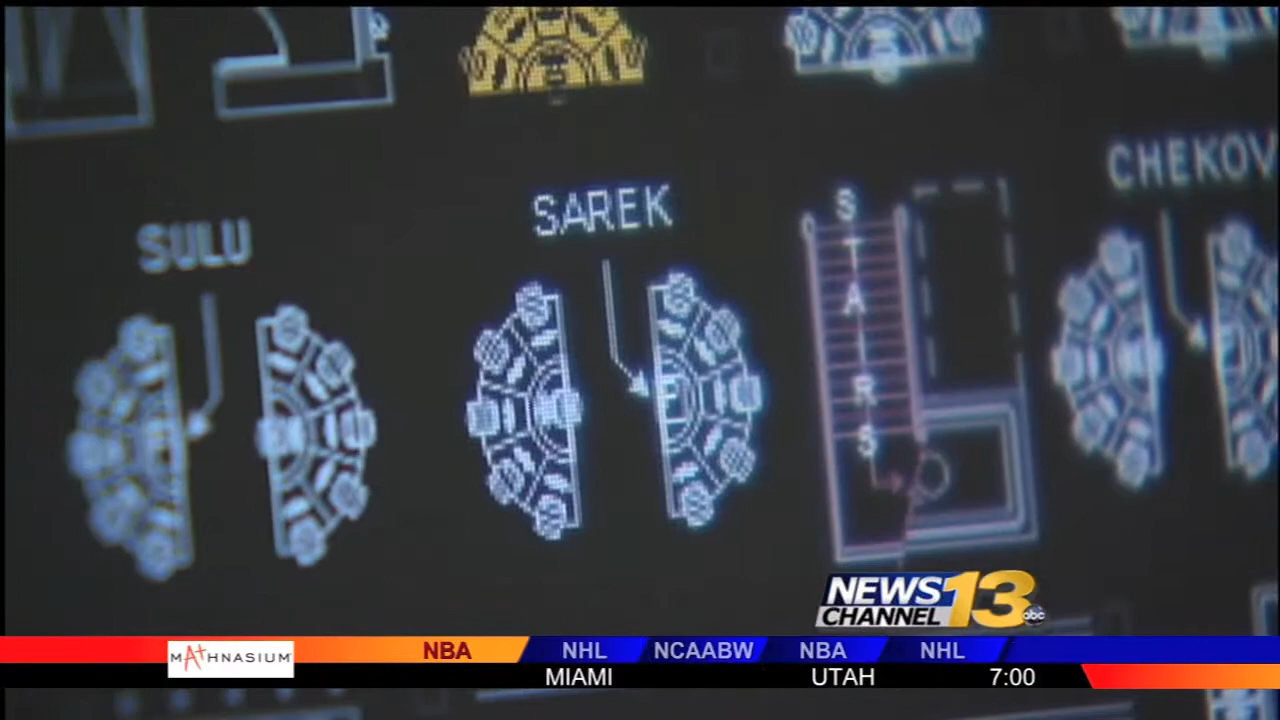 SULU
SAREK
CHEKOV
STAIRS
NEWS 13
CHANNEL abc
MATHNASIUM
NBA NHL NCAABW NBA NHL
MIAMI UTAH 7:00